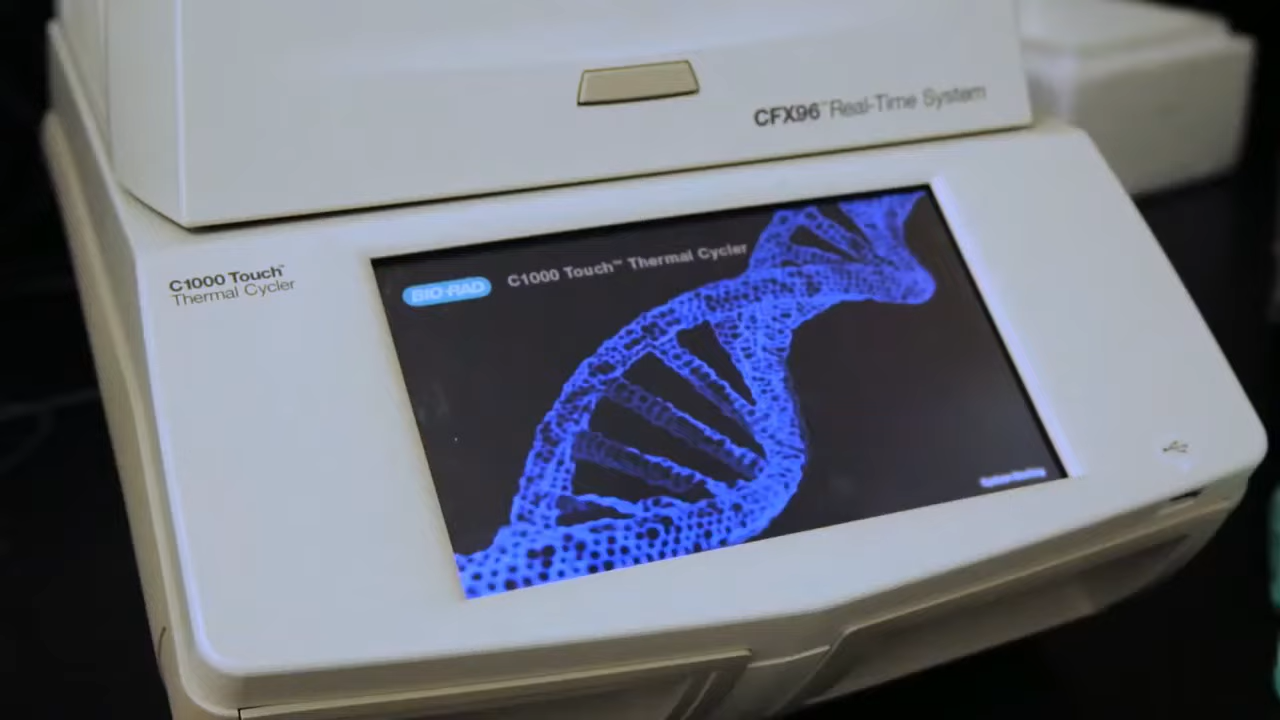 CFX96™ Real-Time System
C1000 Touch™
Thermal Cycler
BIO-RAD
C1000 Touch™ Thermal Cycler